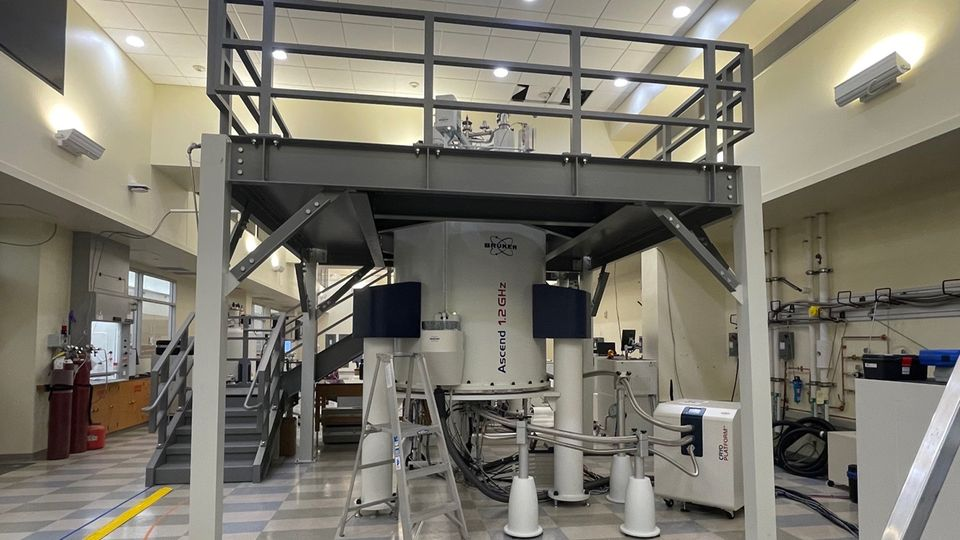 BRUKER
Ascend 1.2 GHz
CRYO
PLATFORM